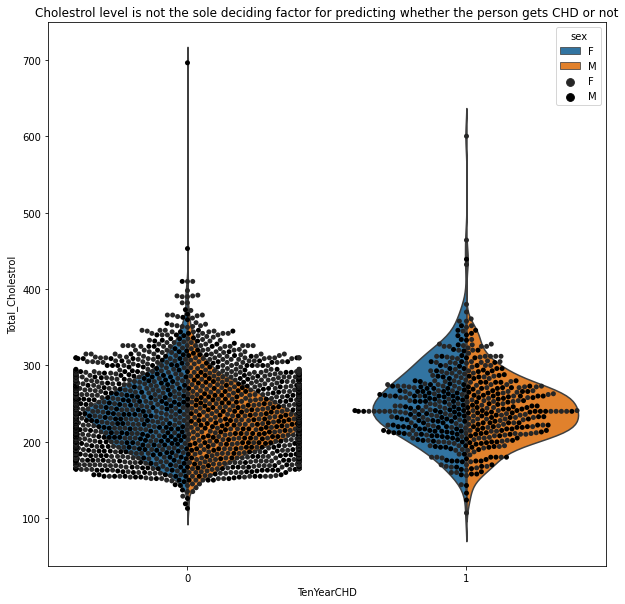 Cholestrol level is not the sole deciding factor for predicting whether the person gets CHD or not
sex
F
M
F
M
700
600
500
400
300
200
100
Total_Cholestrol
0
1
TenYearCHD